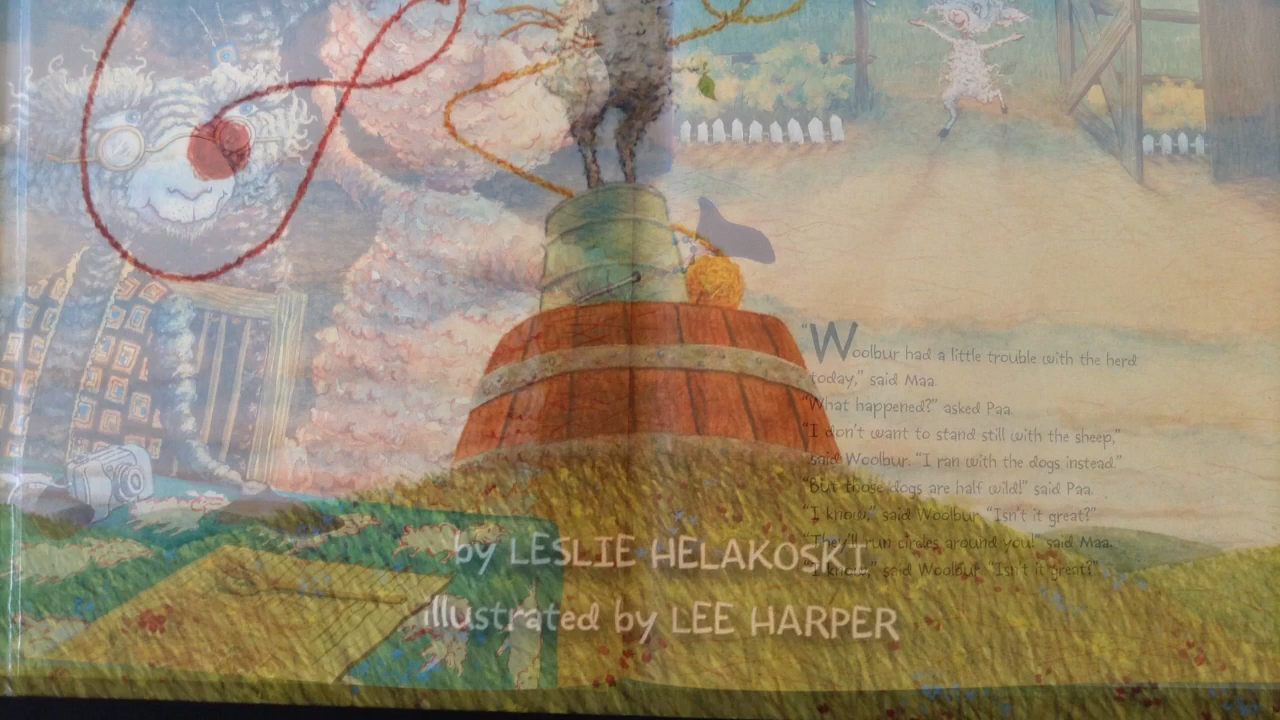 "Woolbur had a little trouble with the herd
today," said Maa.
"What happened?" asked Paa.
"I don't want to stand still with the sheep,"
said Woolbur. "I ran with the dogs instead."
"But those dogs are half wild!" said Paa.
"I know," said Woolbur. "Isn't it great?"
"They'll run circles around you!" said Maa.
"I know," said Woolbur. "Isn't it great?"
by LESLIE HELAKOSKI
illustrated by LEE HARPER